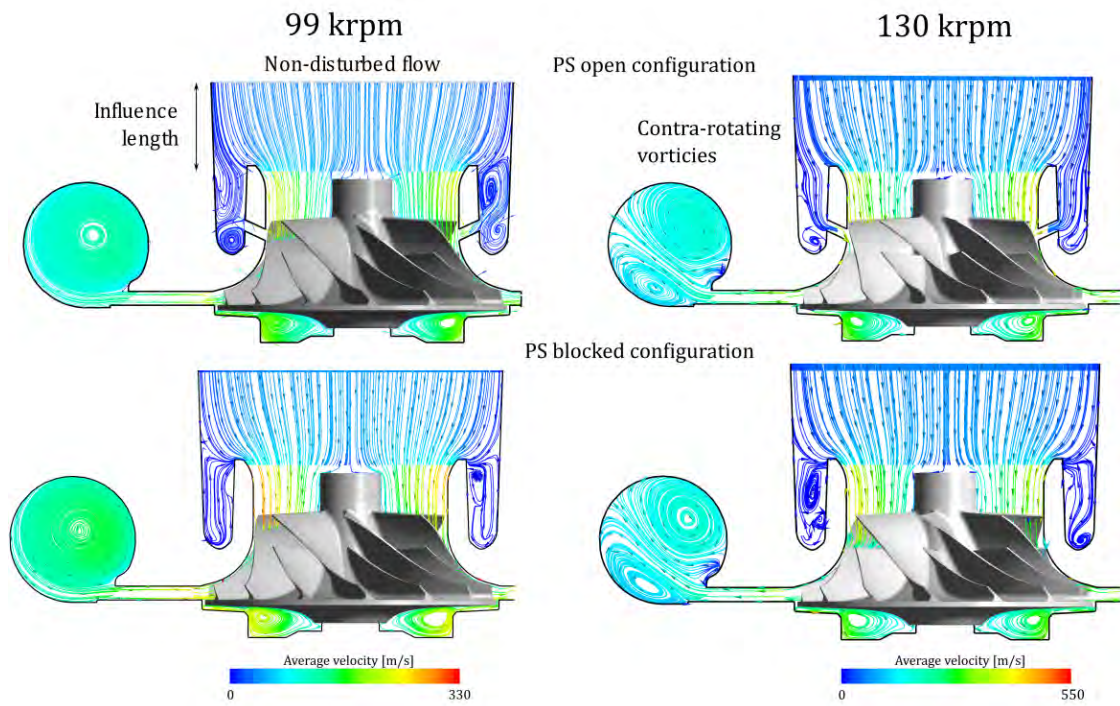 99 krpm
130 krpm
Non-disturbed flow
PS open configuration
Influence
length
Contra-rotating
vorticies
PS blocked configuration
Average velocity [m/s]
0
330
Average velocity [m/s]
0
550